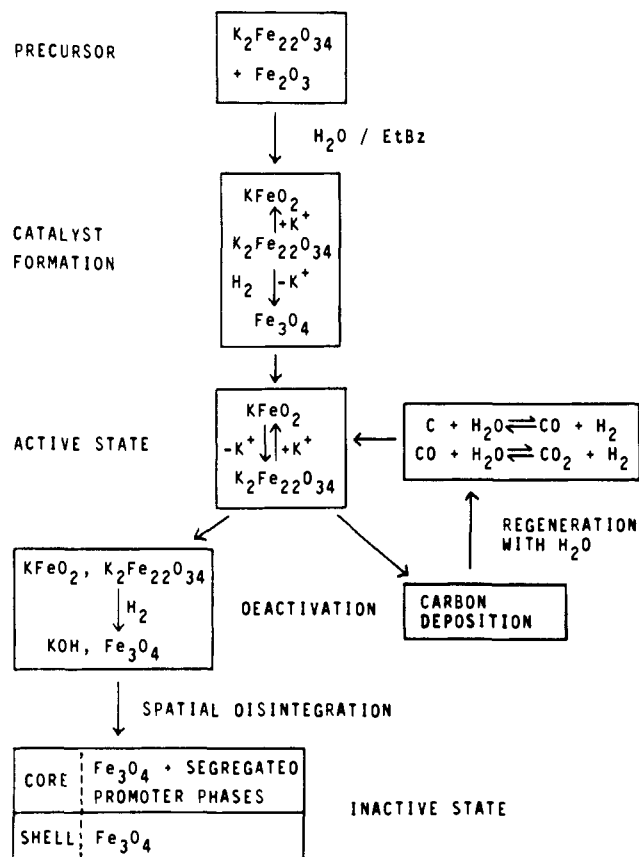 PRECURSOR
K₂Fe₂₂O₃₄
+ Fe₂O₃
H₂O / EtBz
CATALYST
FORMATION
KFeO₂
↑+K⁺
K₂Fe₂₂O₃₄
H₂ ↓-K⁺
Fe₃O₄
ACTIVE STATE
KFeO₂
-K⁺ ↓↑ +K⁺
K₂Fe₂₂O₃₄
C + H₂O ⇌ CO + H₂
CO + H₂O ⇌ CO₂ + H₂
REGENERATION
WITH H₂O
KFeO₂, K₂Fe₂₂O₃₄
↓ H₂
KOH, Fe₃O₄
OEACTIVATION
CARBON
DEPOSITION
SPATIAL OISINTEGRATION
CORE Fe₃O₄ + SEGREGATED
PROMOTER PHASES
SHELL Fe₃O₄
INACTIVE STATE